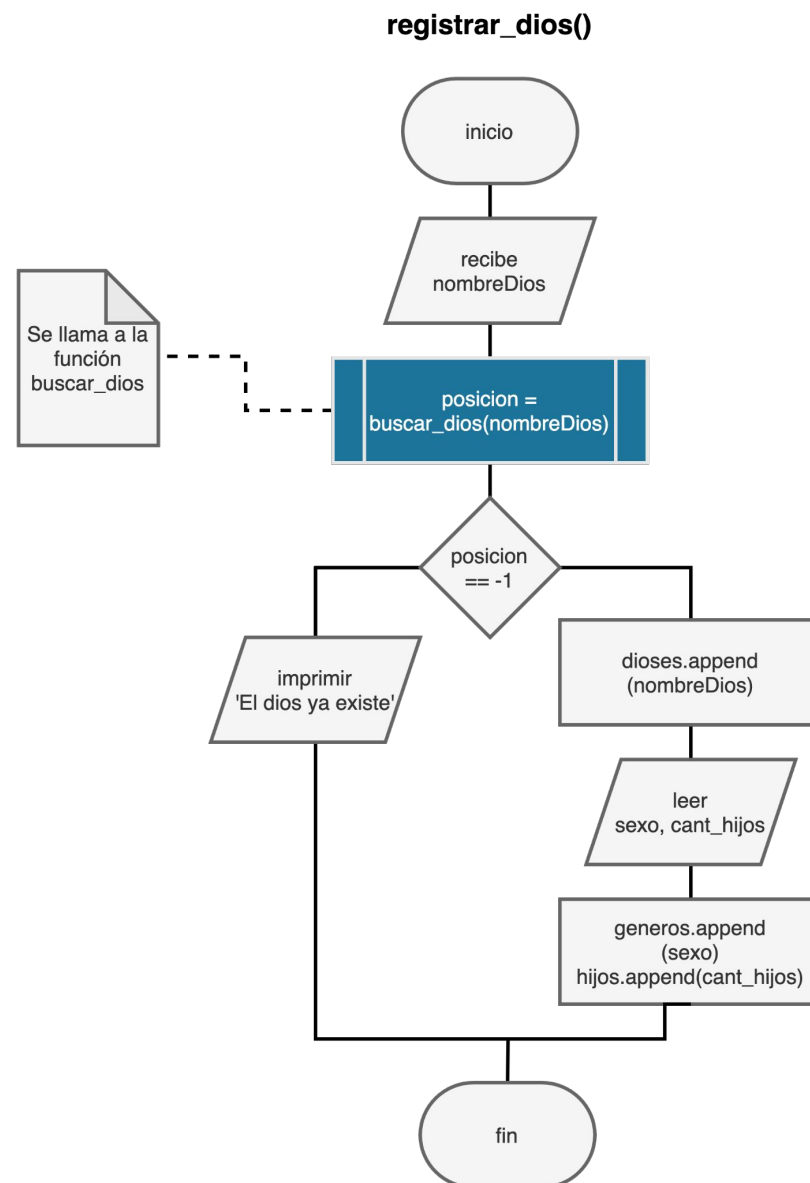 registrar_dios()
inicio
recibe
nombreDios
Se llama a la
función
buscar_dios
posicion =
buscar_dios(nombreDios)
posicion
== -1
imprimir
'El dios ya existe'
dioses.append
(nombreDios)
leer
sexo, cant_hijos
generos.append
(sexo)
hijos.append(cant_hijos)
fin